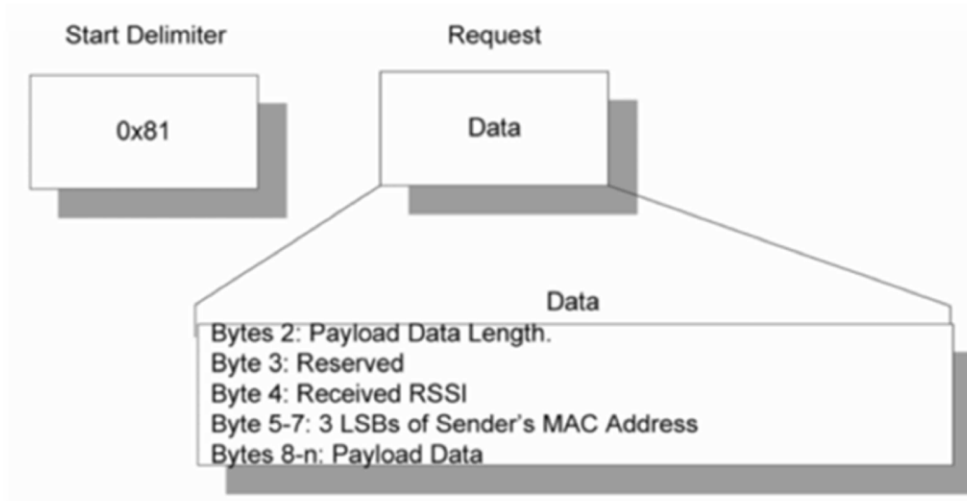 Start Delimiter
Request
0x81
Data
Data
Bytes 2: Payload Data Length.
Byte 3: Reserved
Byte 4: Received RSSI
Byte 5-7: 3 LSBs of Sender's MAC Address
Bytes 8-n: Payload Data